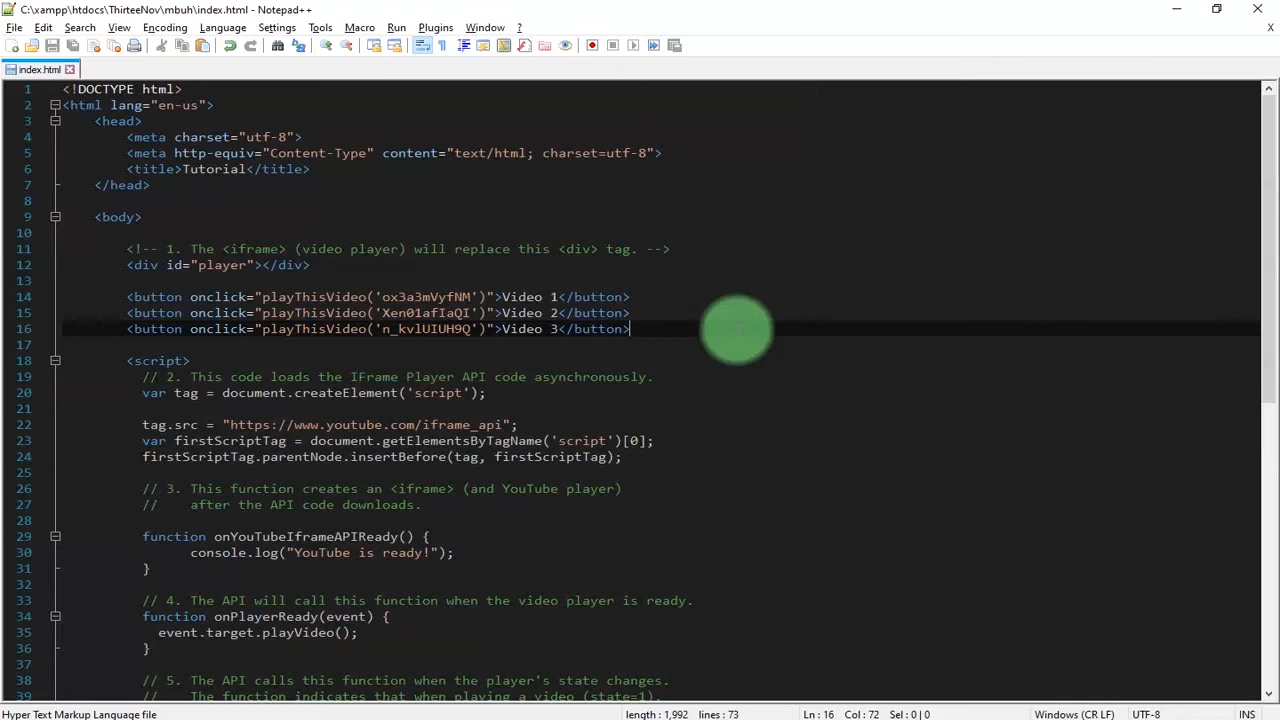 C:\xampp\htdocs\ThirteeNov\mbuh\index.html - Notepad++
File Edit Search View Encoding Language Settings Tools Macro Run Plugins Window ? X
index.html
1 <!DOCTYPE html>
2 <html lang="en-us">
3 <head>
4 <meta charset="utf-8">
5 <meta http-equiv="Content-Type" content="text/html; charset=utf-8">
6 <title>Tutorial</title>
7 </head>
8
9 <body>
10
11 <!-- 1. The <iframe> (video player) will replace this <div> tag. -->
12 <div id="player"></div>
13
14 <button onclick="playThisVideo('ox3a3mVyfNM')">Video 1</button>
15 <button onclick="playThisVideo('Xen01afIaQI')">Video 2</button>
16 <button onclick="playThisVideo('n_kvlUIUH9Q')">Video 3</button>
17
18 <script>
19 // 2. This code loads the IFrame Player API code asynchronously.
20 var tag = document.createElement('script');
21
22 tag.src = "https://www.youtube.com/iframe_api";
23 var firstScriptTag = document.getElementsByTagName('script')[0];
24 firstScriptTag.parentNode.insertBefore(tag, firstScriptTag);
25
26 // 3. This function creates an <iframe> (and YouTube player)
27 // after the API code downloads.
28
29 function onYouTubeIframeAPIReady() {
30 console.log("YouTube is ready!");
31 }
32
33 // 4. The API will call this function when the video player is ready.
34 function onPlayerReady(event) {
35 event.target.playVideo();
36 }
37
38 // 5. The API calls this function when the player's state changes.
39 // The function indicates that when playing a video (state=1),
Hyper Text Markup Language file length : 1,992 lines : 73 Ln : 16 Col : 72 Sel : 0 | 0 Windows (CR LF) UTF-8 INS